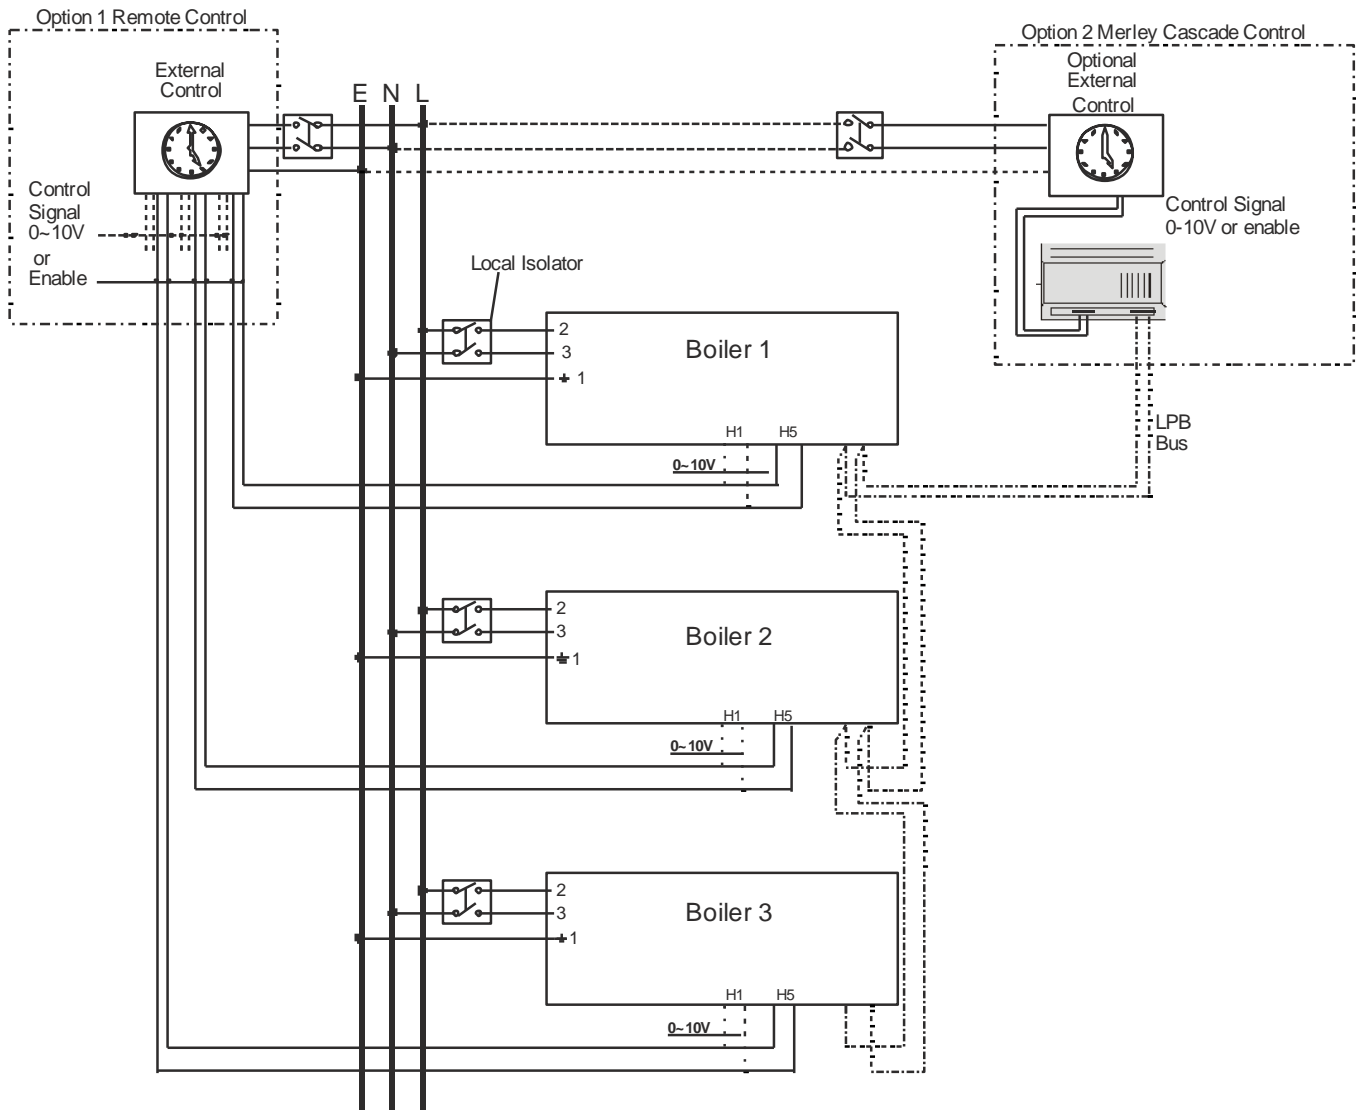 Option 1 Remote Control
External
Control
E N L
Control
Signal
0~10V
or
Enable
Option 2 Merley Cascade Control
Optional
External
Control
Control Signal
0-10V or enable
LPB
Bus
Local Isolator
2
3
1
Boiler 1
H1 H5
0~10V
2
3
1
Boiler 2
H1 H5
0~10V
2
3
1
Boiler 3
H1 H5
0~10V